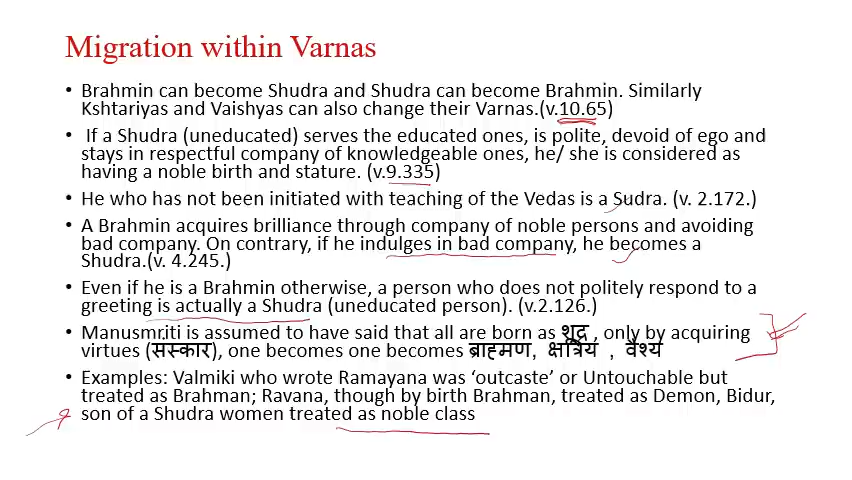 Migration within Varnas
• Brahmin can become Shudra and Shudra can become Brahmin. Similarly
Kshtariyas and Vaishyas can also change their Varnas.(v.10.65)
• If a Shudra (uneducated) serves the educated ones, is polite, devoid of ego and
stays in respectful company of knowledgeable ones, he/ she is considered as
having a noble birth and stature. (v.9.335)
• He who has not been initiated with teaching of the Vedas is a Sudra. (v. 2.172.)
• A Brahmin acquires brilliance through company of noble persons and avoiding
bad company. On contrary, if he indulges in bad company, he becomes a
Shudra.(v. 4.245.)
• Even if he is a Brahmin otherwise, a person who does not politely respond to a
greeting is actually a Shudra (uneducated person). (v.2.126.)
• Manusmriti is assumed to have said that all are born as शूद्र , only by acquiring
virtues (संस्कार), one becomes one becomes ब्राह्मण, क्षत्रिय , वैश्य
• Examples: Valmiki who wrote Ramayana was ‘outcaste’ or Untouchable but
treated as Brahman; Ravana, though by birth Brahman, treated as Demon, Bidur,
son of a Shudra women treated as noble class